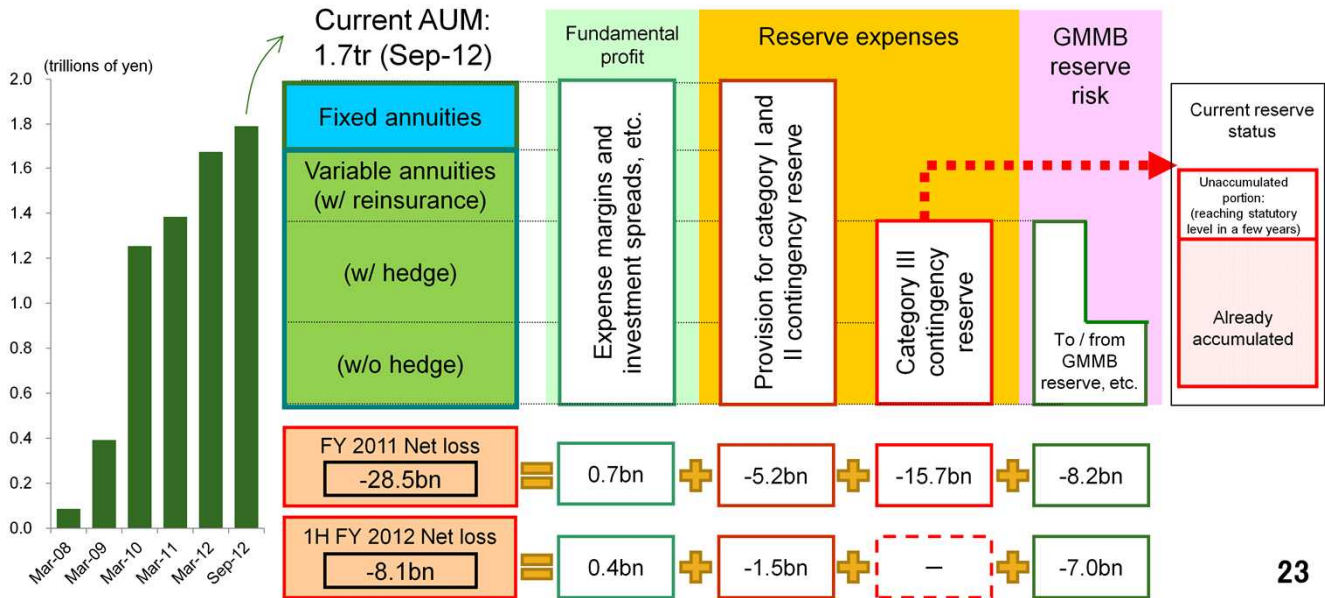 Current AUM:
1.7tr (Sep-12)
(trillions of yen)
2.0
1.8
1.6
1.4
1.2
1.0
0.8
0.6
0.4
0.2
0.0
Mar-08
Mar-09
Mar-10
Mar-11
Mar-12
Sep-12
Fixed annuities
Variable annuities
(w/ reinsurance)
(w/ hedge)
(w/o hedge)
Fundamental
profit
Expense margins and
investment spreads, etc.
Reserve expenses
Provision for category I and
II contingency reserve
Category III
contingency
reserve
GMMB
reserve
risk
To / from
GMMB
reserve, etc.
Current reserve
status
Unaccumulated
portion:
(reaching statutory
level in a few years)
Already
accumulated
FY 2011 Net loss
-28.5bn
=
0.7bn
+
-5.2bn
+
-15.7bn
+
-8.2bn
1H FY 2012 Net loss
-8.1bn
=
0.4bn
+
-1.5bn
+
–
+
-7.0bn
23